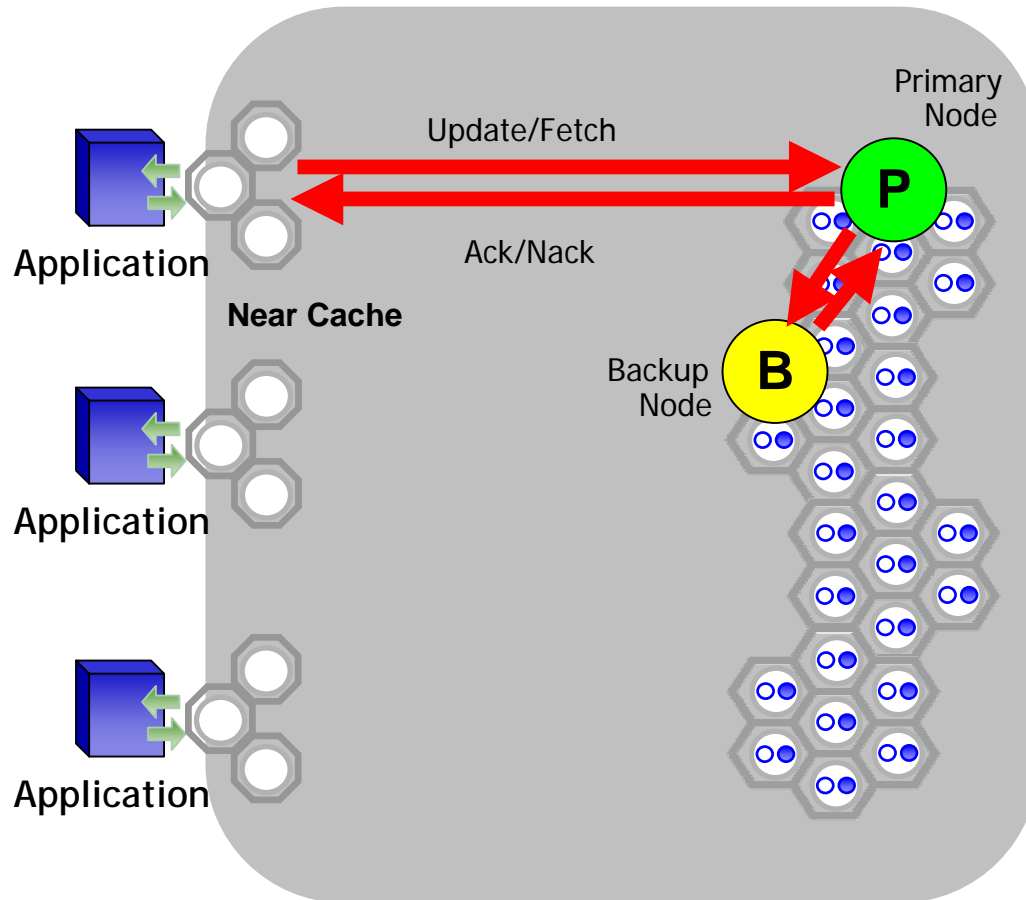 Primary
Node
Update/Fetch
P
Ack/Nack
Application
Near Cache
B
Backup
Node
Application
Application